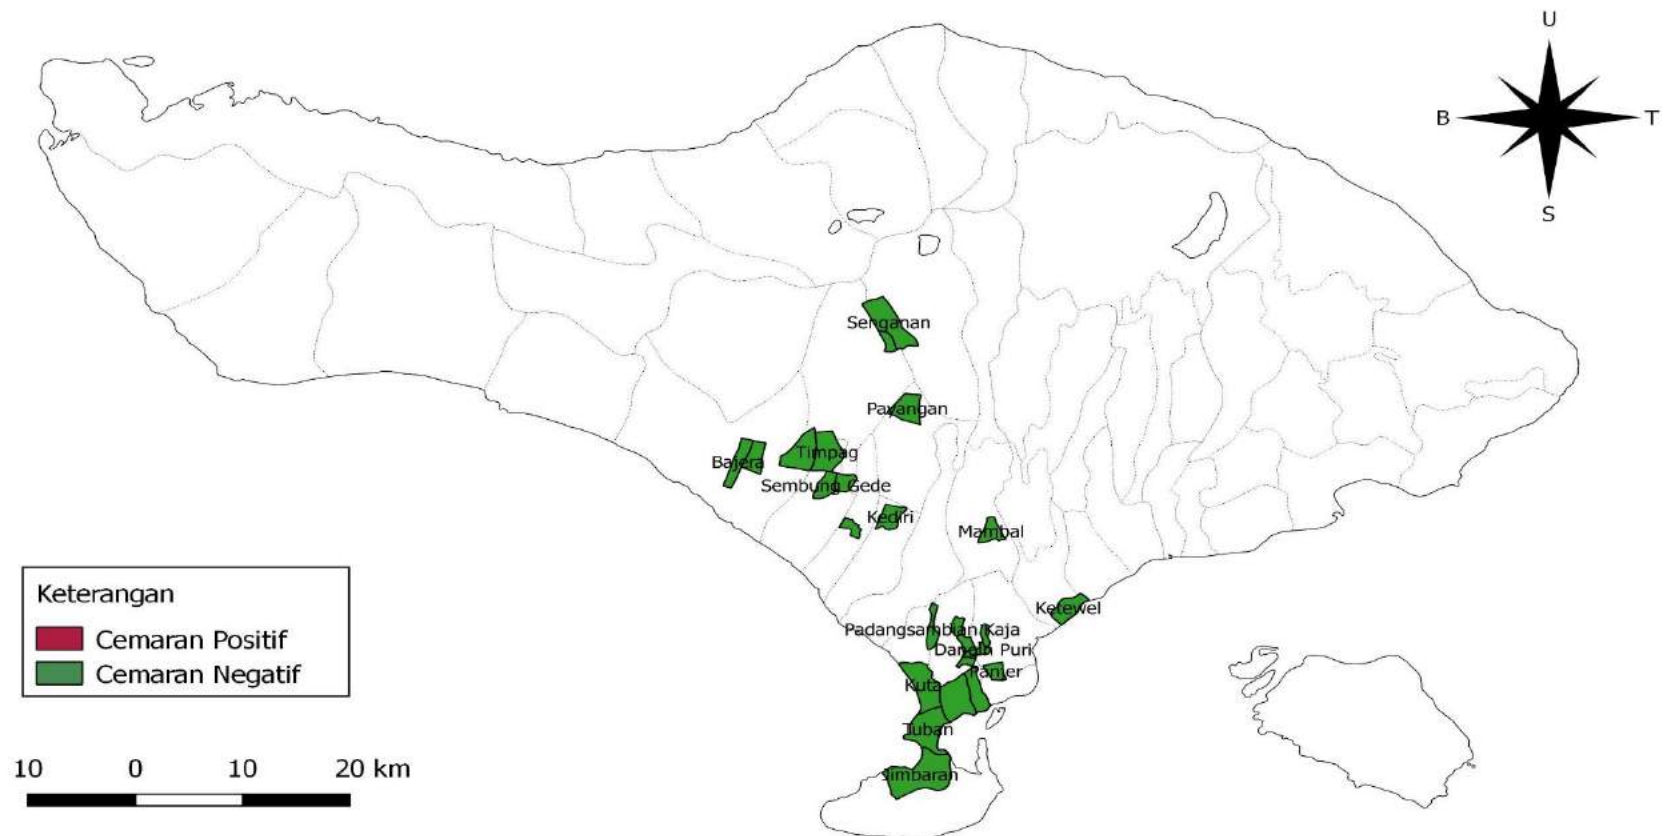 U
B
T
S
Senganan
Payangan
Timpag
Bajera
Sembung Gede
Kediri
Mambal
Ketewel
Padangsambian Kaja
Dangin Puri
Panjer
Kuta
Tuban
Jimbaran
Keterangan
Cemaran Positif
Cemaran Negatif
10 0 10 20 km